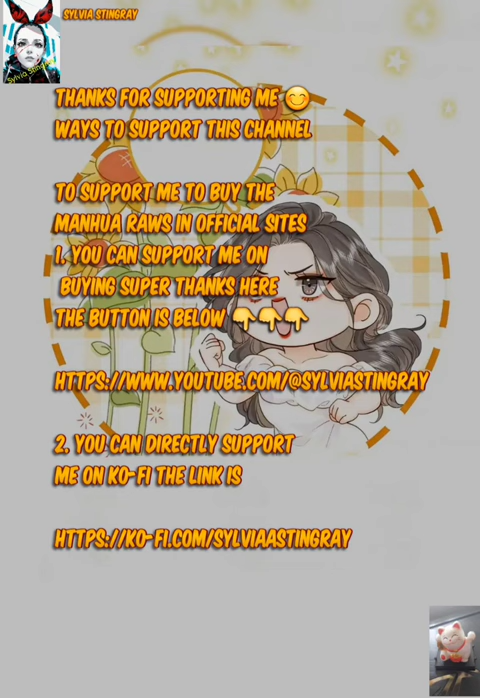 SYLVIA STINGRAY
Sylvia Stingray
THANKS FOR SUPPORTING ME 😊
WAYS TO SUPPORT THIS CHANNEL
TO SUPPORT ME TO BUY THE
MANHUA RAWS IN OFFICIAL SITES
1. YOU CAN SUPPORT ME ON
BUYING SUPER THANKS HERE
THE BUTTON IS BELOW 👇👇👇
HTTPS://WWW.YOUTUBE.COM/@SYLVIASTINGRAY
2. YOU CAN DIRECTLY SUPPORT
ME ON KO-FI THE LINK IS
HTTPS://KO-FI.COM/SYLVIAASTINGRAY